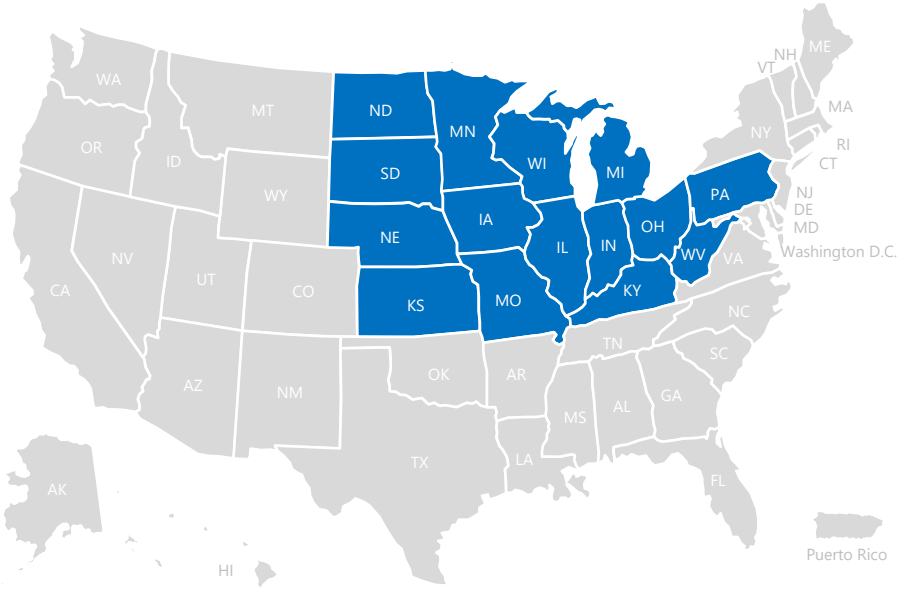 ME
NH
VT
WA
MT
ND
MN
MA
NY
OR
ID
WI
MI
RI
CT
SD
WY
PA
NJ
DE
IA
OH
MD
NE
IL
IN
WV
VA
Washington D.C.
NV
UT
CO
CA
KY
KS
MO
NC
TN
SC
OK
AR
AZ
NM
GA
AL
MS
TX
LA
FL
AK
Puerto Rico
HI